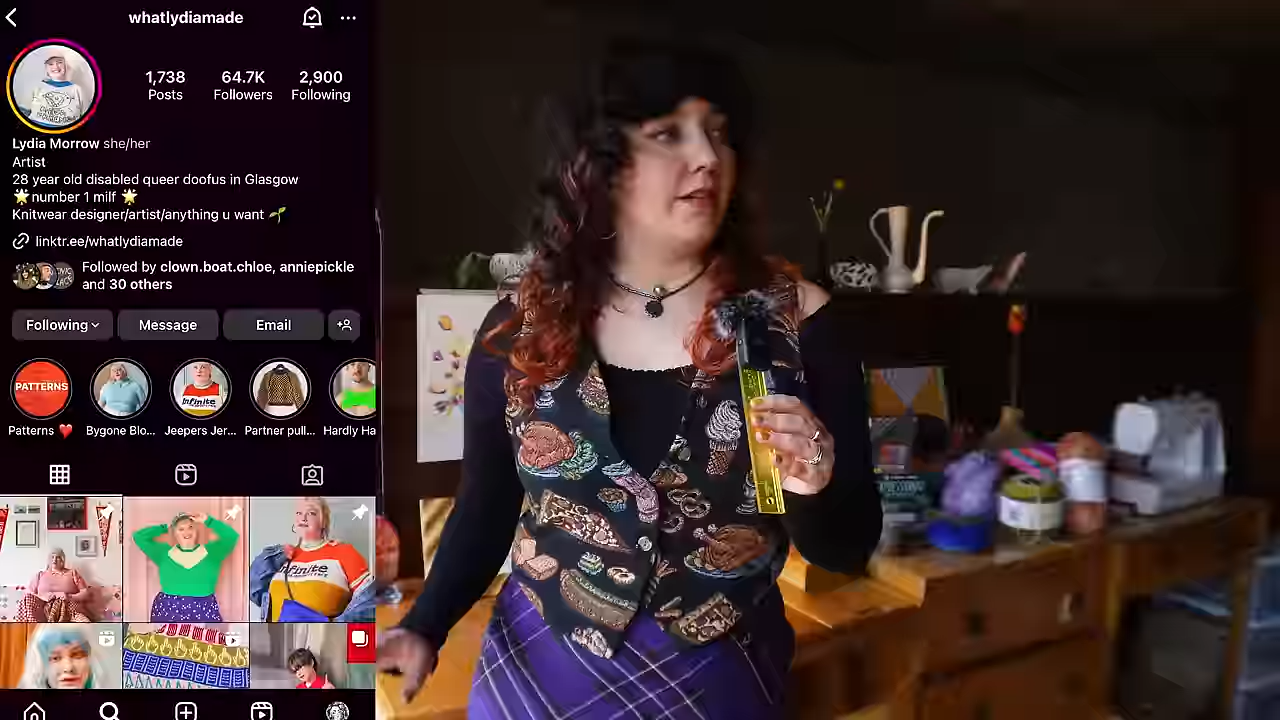 whatlydiamade
1,738 64.7K 2,900
Posts Followers Following
Lydia Morrow she/her
Artist
28 year old disabled queer doofus in Glasgow
🌟number 1 milf 🌟
Knitwear designer/artist/anything u want 🌱
linktr.ee/whatlydiamade
Followed by clown.boat.chloe, anniepickle
and 30 others
Following Message Email
PATTERNS infinite
Patterns ❤️ Bygone Blo... Jeepers Jer... Partner pull... Hardly Ha
infinite